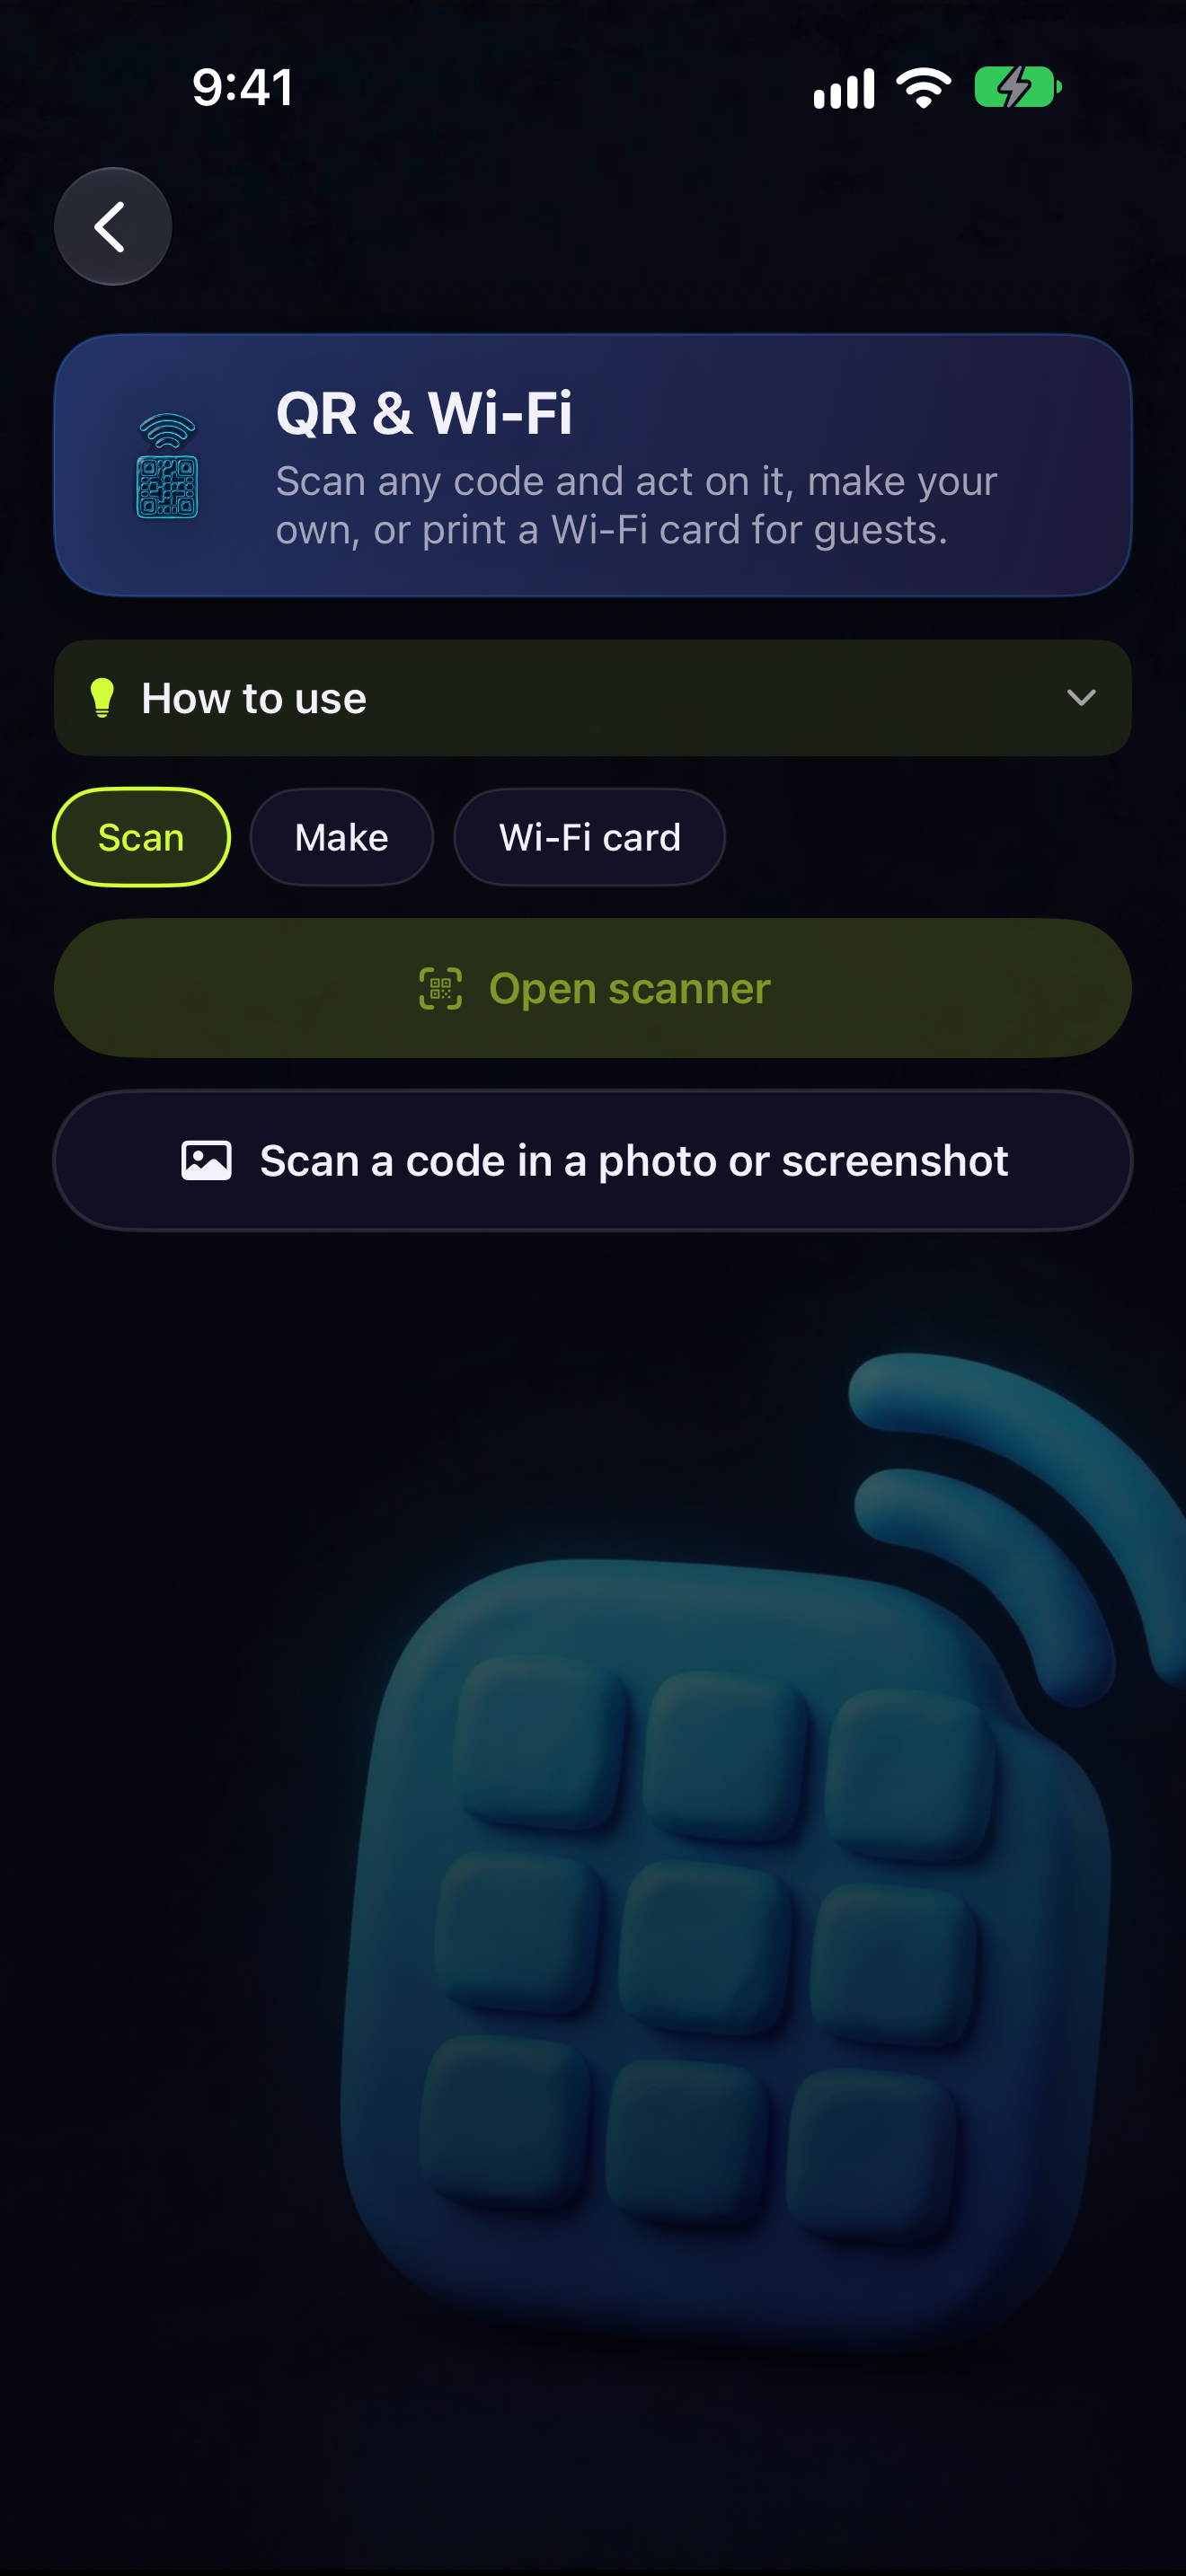 9:41
QR & Wi-Fi
Scan any code and act on it, make your
own, or print a Wi-Fi card for guests.
How to use
Scan Make Wi-Fi card
Open scanner
Scan a code in a photo or screenshot